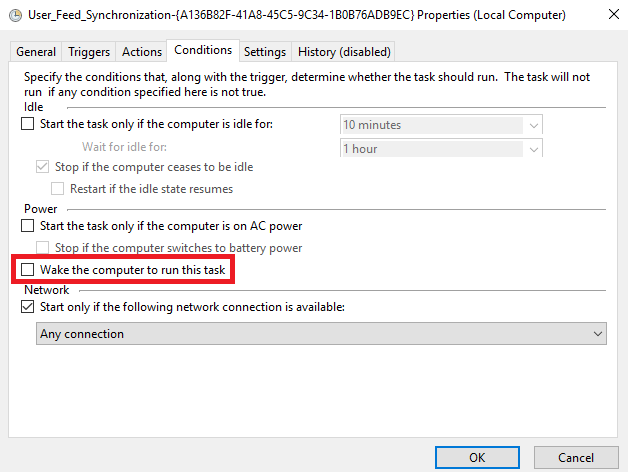 User_Feed_Synchronization-{A136B82F-41A8-45C5-9C34-1B0B76ADB9EC} Properties (Local Computer)
General Triggers Actions Conditions Settings History (disabled)
Specify the conditions that, along with the trigger, determine whether the task should run. The task will not
run if any condition specified here is not true.
Idle
Start the task only if the computer is idle for: 10 minutes
Wait for idle for: 1 hour
Stop if the computer ceases to be idle
Restart if the idle state resumes
Power
Start the task only if the computer is on AC power
Stop if the computer switches to battery power
Wake the computer to run this task
Network
Start only if the following network connection is available:
Any connection
OK Cancel